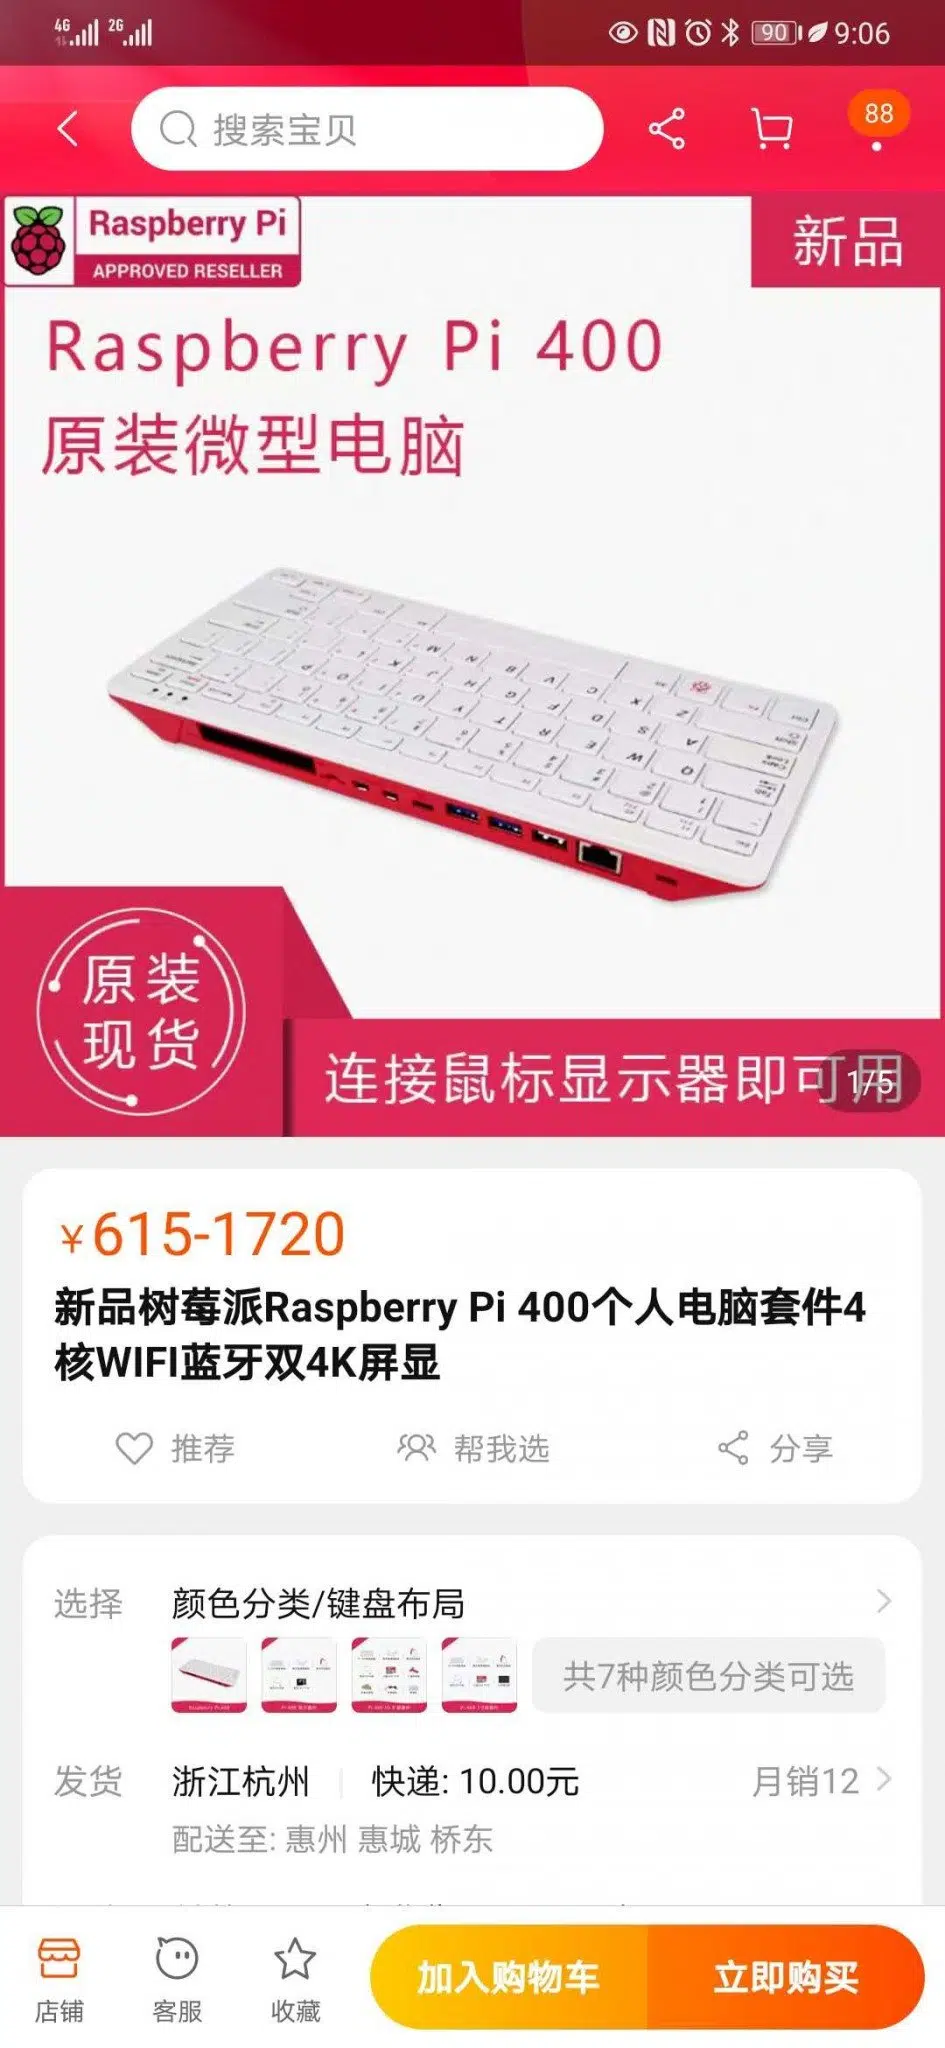 4G 2G 90 9:06
搜索宝贝 88
Raspberry Pi
APPROVED RESELLER
新品
Raspberry Pi 400
原装微型电脑
原装
现货
连接鼠标显示器即可用
1/5
¥615-1720
新品树莓派Raspberry Pi 400个人电脑套件4
核WIFI蓝牙双4K屏显
推荐 帮我选 分享
选择 颜色分类/键盘布局
共7种颜色分类可选
发货 浙江杭州 快递: 10.00元 月销12
配送至: 惠州 惠城 桥东
店铺 客服 收藏 加入购物车 立即购买